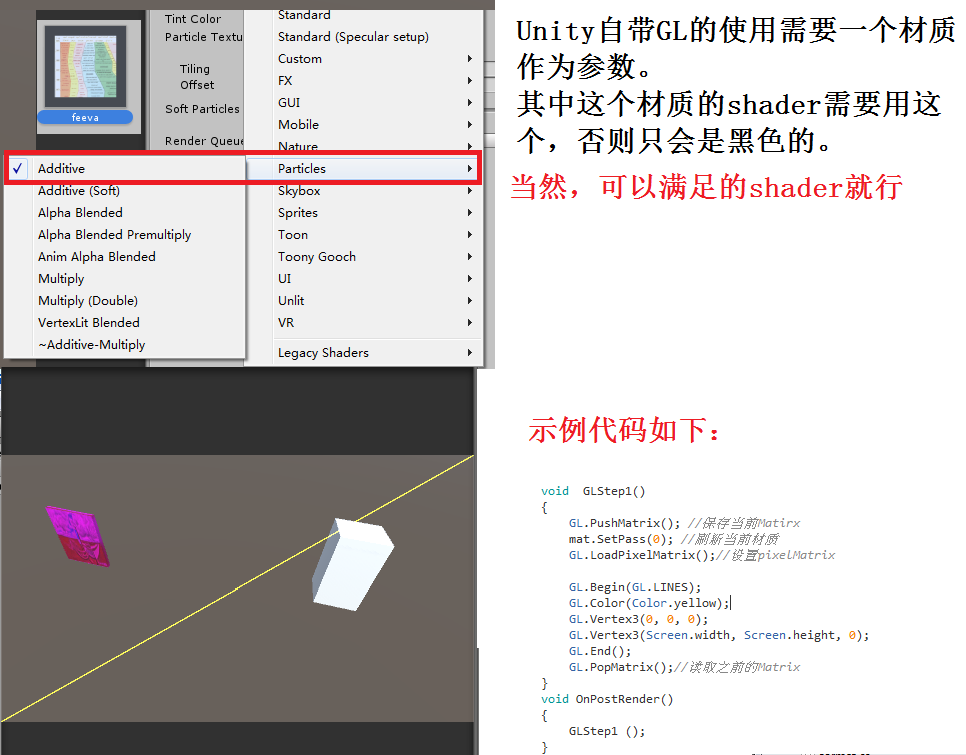 Tint Color
Particle Textu
Tiling
Offset
Soft Particles
Render Queue
feeva
Standard
Standard (Specular setup)
Custom
FX
GUI
Mobile
Nature
Particles
Skybox
Sprites
Toon
Toony Gooch
UI
Unlit
VR
Legacy Shaders
Additive
Additive (Soft)
Alpha Blended
Alpha Blended Premultiply
Anim Alpha Blended
Multiply
Multiply (Double)
VertexLit Blended
~Additive-Multiply
Unity自带GL的使用需要一个材质
作为参数。
其中这个材质的shader需要用这
个，否则只会是黑色的。
当然，可以满足的shader就行
示例代码如下：
void GLStep1()
{
GL.PushMatrix(); //保存当前Matirx
mat.SetPass(0); //刷新当前材质
GL.LoadPixelMatrix();//设置pixelMatrix
GL.Begin(GL.LINES);
GL.Color(Color.yellow);
GL.Vertex3(0, 0, 0);
GL.Vertex3(Screen.width, Screen.height, 0);
GL.End();
GL.PopMatrix();//读取之前的Matrix
}
void OnPostRender()
{
GLStep1 ();
}